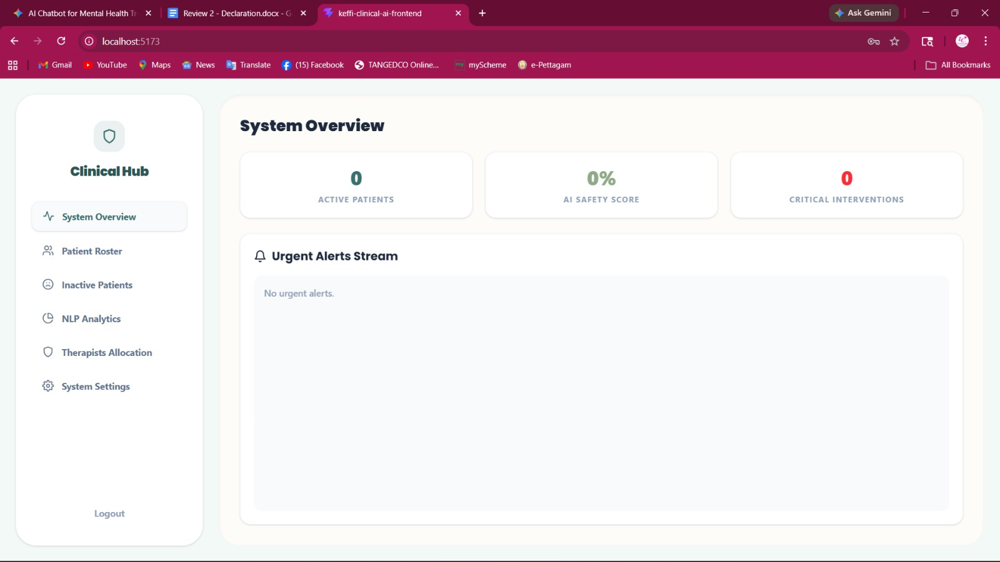 AI Chatbot for Mental Health Tr
Review 2 - Declaration.docx - G
keffi-clinical-ai-frontend
Ask Gemini
localhost:5173
Gmail
YouTube
Maps
News
Translate
(15) Facebook
TANGEDCO Online...
my
myScheme
e-Pettagam
All Bookmarks
Clinical Hub
System Overview
Patient Roster
Inactive Patients
NLP Analytics
Therapists Allocation
System Settings
Logout
System Overview
0
ACTIVE PATIENTS
0%
AI SAFETY SCORE
0
CRITICAL INTERVENTIONS
Urgent Alerts Stream
No urgent alerts.